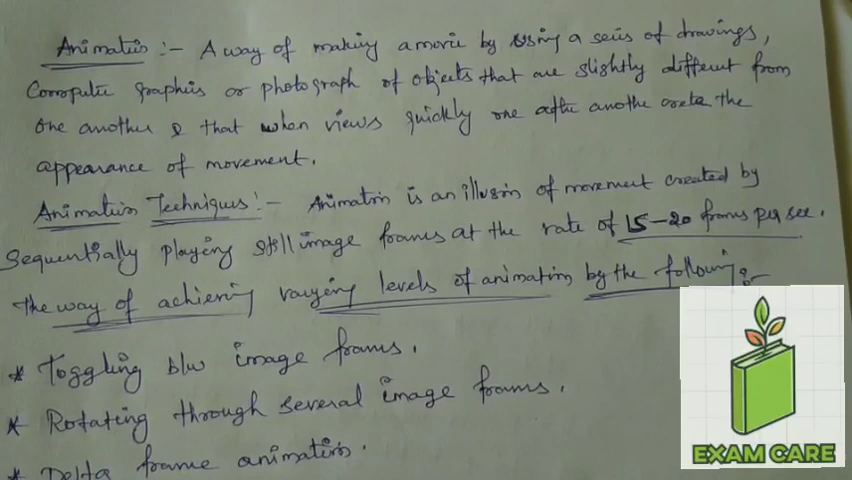 Animation :- A way of making a movie by using a series of drawings,
Computer graphics or photograph of objects that are slightly different from
one another & that when views quickly one after another create the
appearance of movement.
Animation Techniques :- Animation is an illusion of movement created by
Sequentially playing still image frames at the rate of 15-20 frames per sec.
The way of achieving varying levels of animation by the following :-
* Toggling b/w image frames.
* Rotating through several image frames.
* Delta frame animation.
EXAM CARE